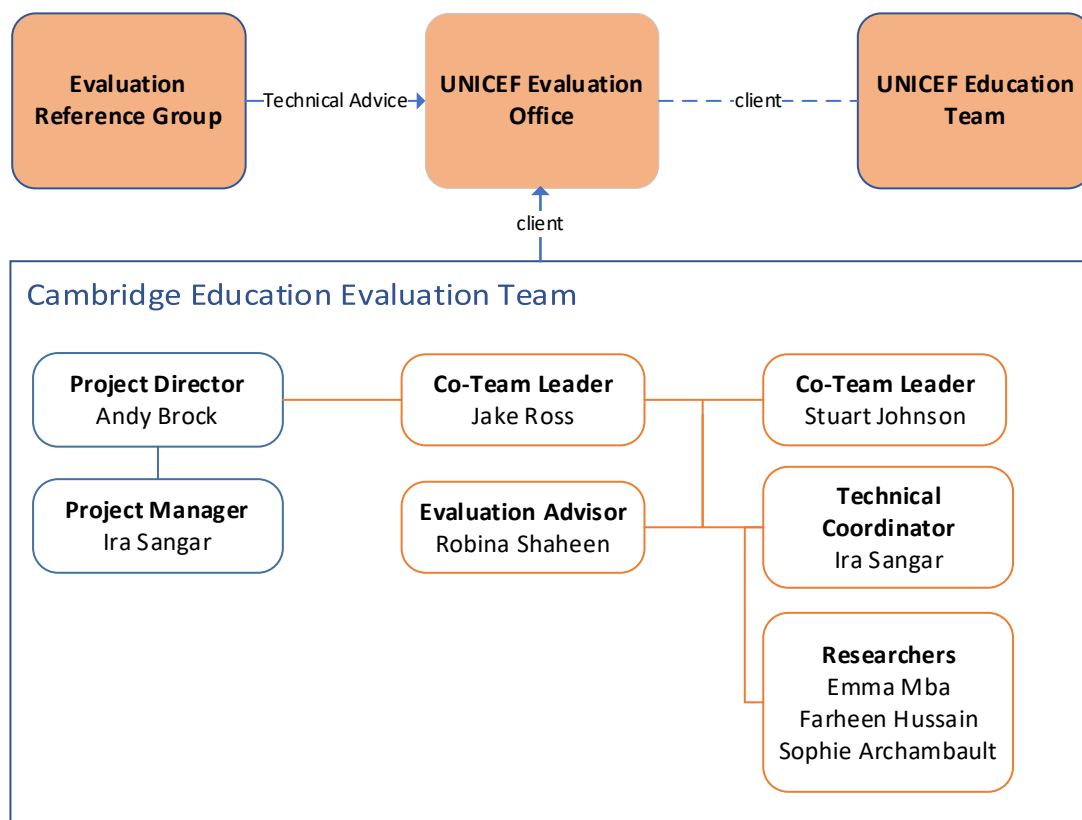 Evaluation
Reference Group
Technical Advice
UNICEF Evaluation
Office
client
UNICEF Education
Team
client
Cambridge Education Evaluation Team
Project Director
Andy Brock
Co-Team Leader
Jake Ross
Co-Team Leader
Stuart Johnson
Project Manager
Ira Sangar
Evaluation Advisor
Robina Shaheen
Technical
Coordinator
Ira Sangar
Researchers
Emma Mba
Farheen Hussain
Sophie Archambault